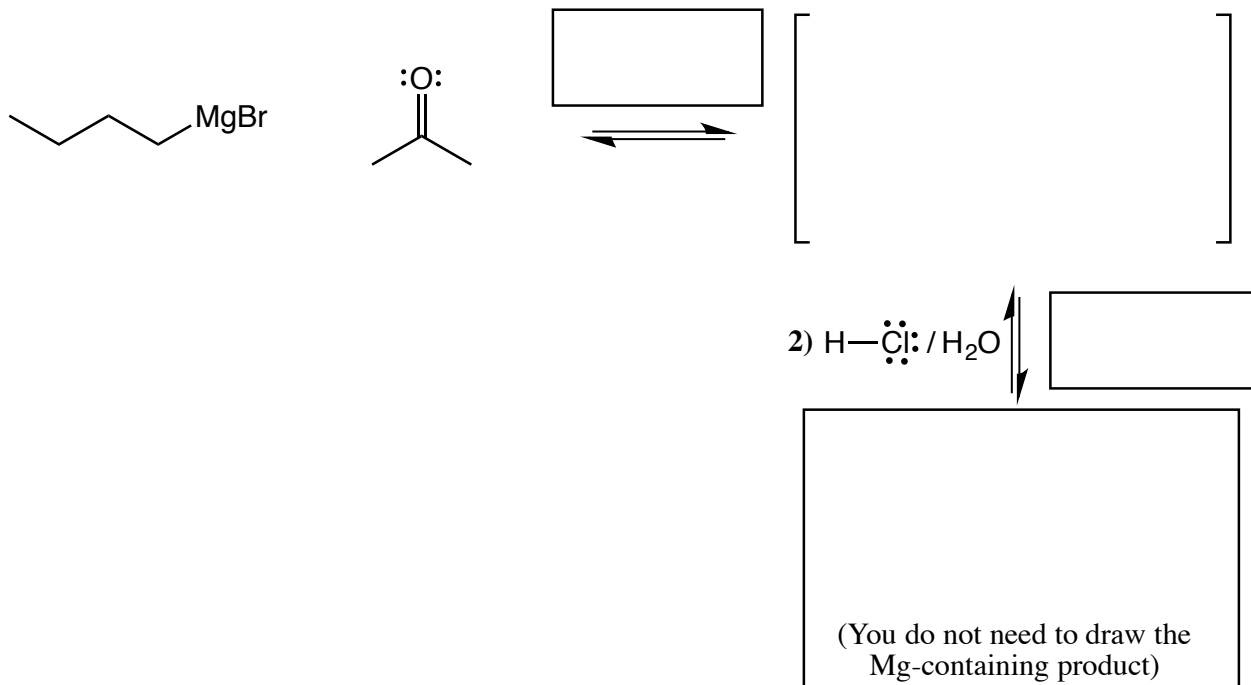 :O:
MgBr
2) H—Cl: / H₂O
(You do not need to draw the
Mg-containing product)